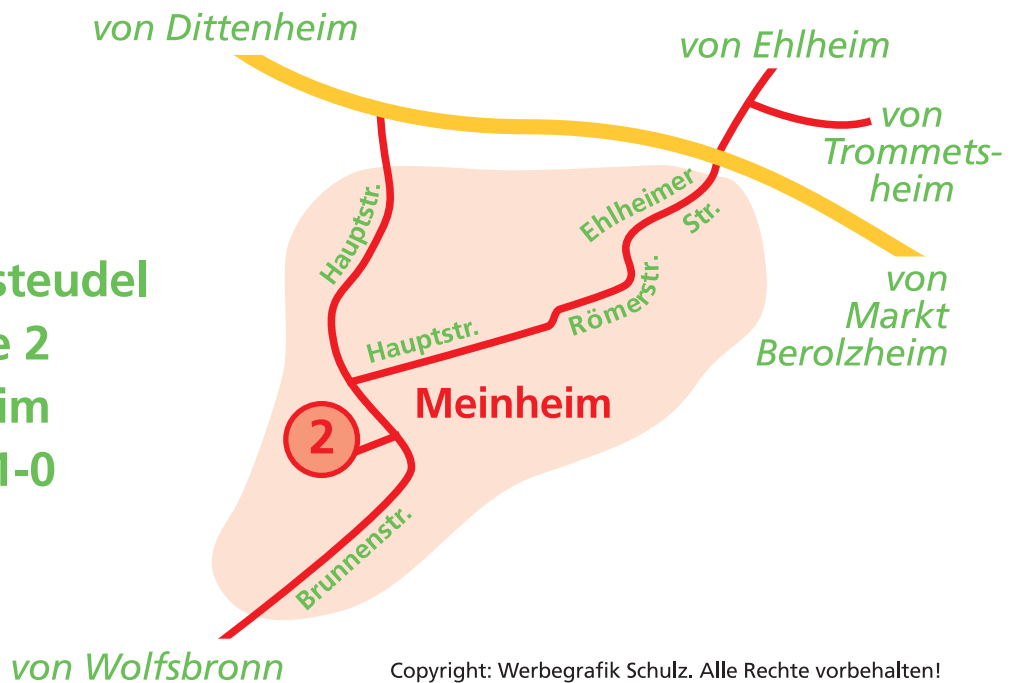 von Dittenheim
von Ehlheim
von
Trommets-
heim
Hauptstr.
Ehlheimer
Str.
steudel
e 2
im
1-0
von
Markt
Berolzheim
Römerstr.
Hauptstr.
Meinheim
2
Brunnenstr.
von Wolfsbronn
Copyright: Werbegrafik Schulz. Alle Rechte vorbehalten!